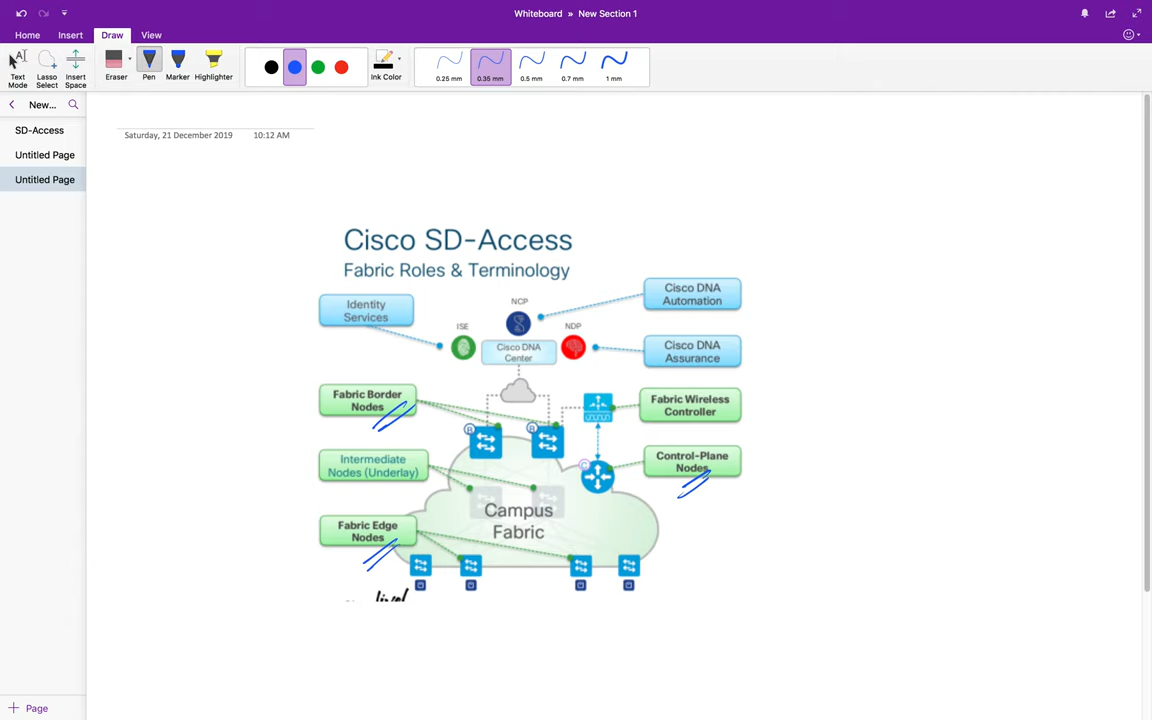 Whiteboard » New Section 1
Home Insert Draw View
Text Mode
Lasso Select
Insert Space
Eraser
Pen
Marker
Highlighter
Ink Color
0.25 mm
0.35 mm
0.5 mm
0.7 mm
1 mm
New...
SD-Access
Untitled Page
Untitled Page
Saturday, 21 December 2019 10:12 AM
Cisco SD-Access
Fabric Roles & Terminology
Identity
Services
NCP
Cisco DNA
Automation
ISE
NDP
Cisco DNA
Center
Cisco DNA
Assurance
Fabric Border
Nodes
Fabric Wireless
Controller
B
B
Intermediate
Nodes (Underlay)
C
Control-Plane
Nodes
Campus
Fabric
Fabric Edge
Nodes
Page